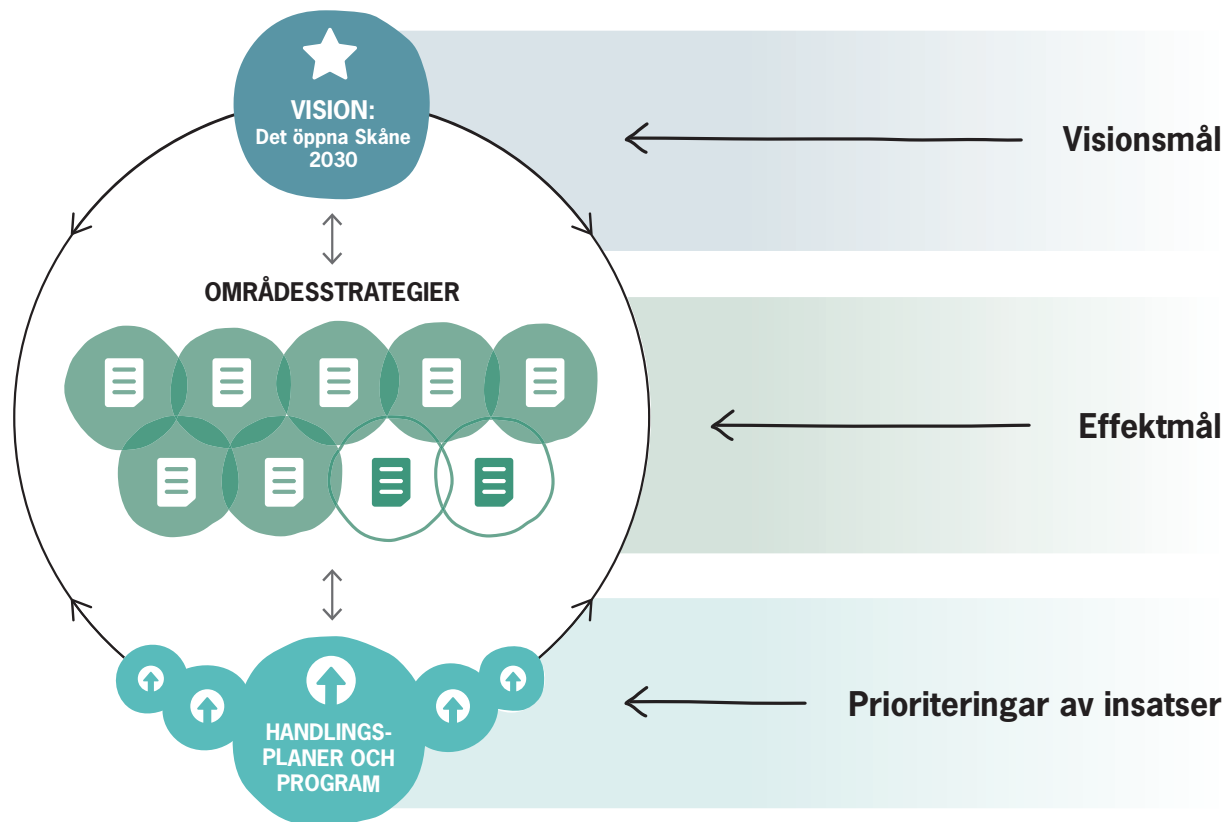 VISION:
Det öppna Skåne
2030
Visionsmål
OMRÅDESSTRATEGIER
Effektmål
HANDLINGS-
PLANER OCH
PROGRAM
Prioriteringar av insatser